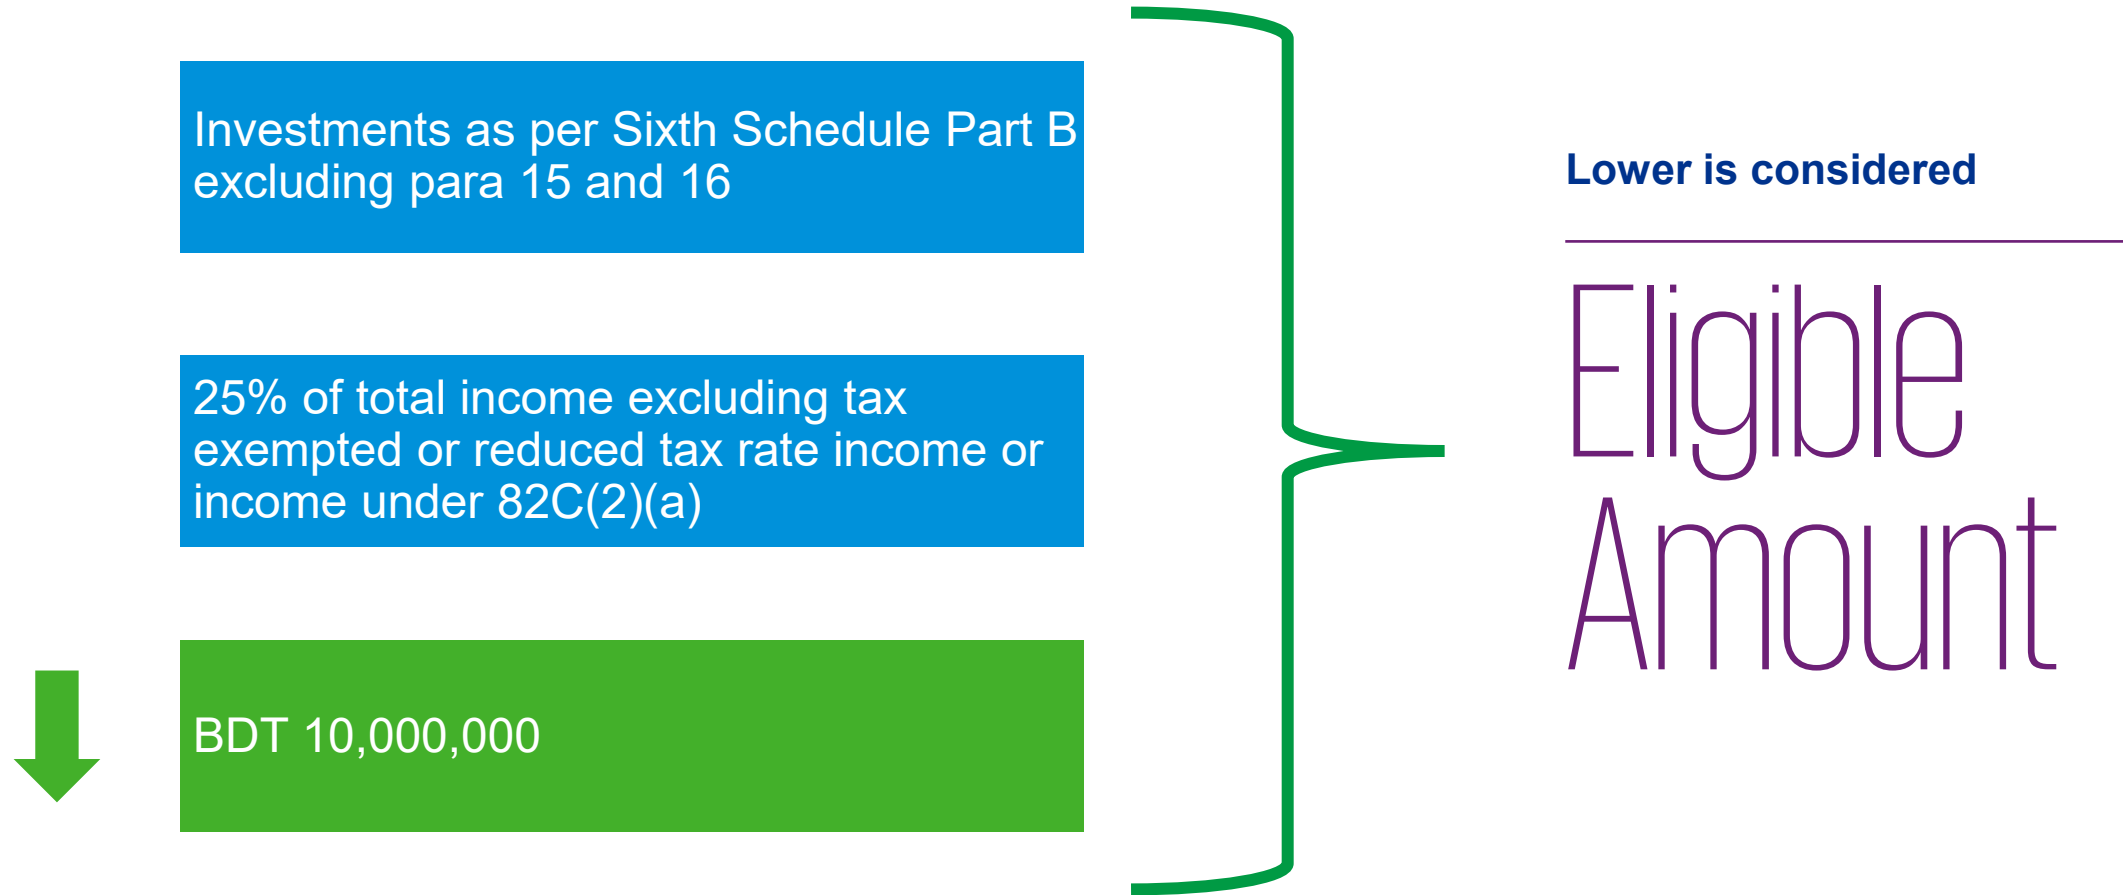 Investments as per Sixth Schedule Part B
excluding para 15 and 16
25% of total income excluding tax
exempted or reduced tax rate income or
income under 82C(2)(a)
BDT 10,000,000
Lower is considered
Eligible
Amount